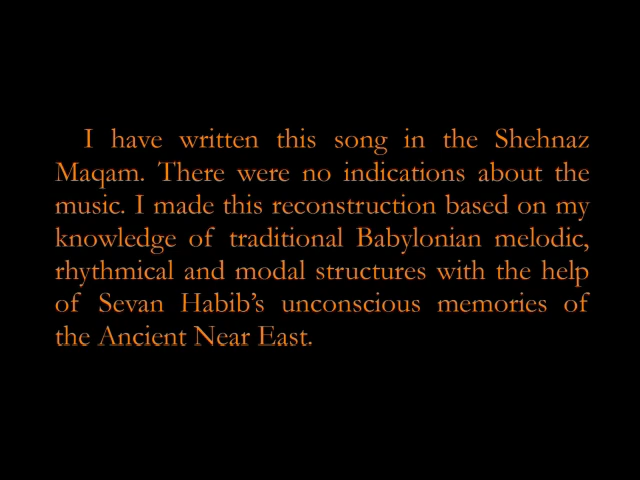 I have written this song in the Shehnaz
Maqam. There were no indications about the
music. I made this reconstruction based on my
knowledge of traditional Babylonian melodic,
rhythmical and modal structures with the help
of Sevan Habib’s unconscious memories of
the Ancient Near East.